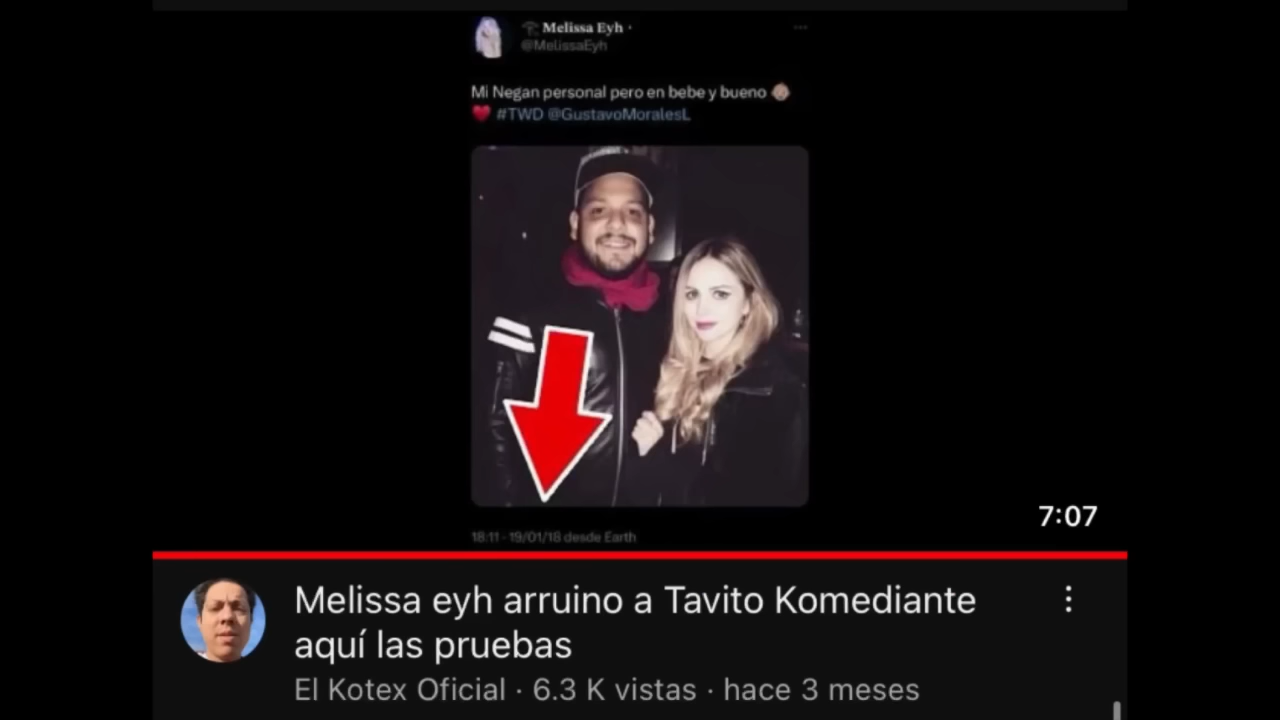 Melissa Eyh
@MelissaEyh
Mi Negan personal pero en bebe y bueno
#TWD @GustavoMoralesL
18:11 - 19/01/18 desde Earth
7:07
Melissa eyh arruino a Tavito Komediante
aquí las pruebas
El Kotex Oficial · 6.3 K vistas · hace 3 meses